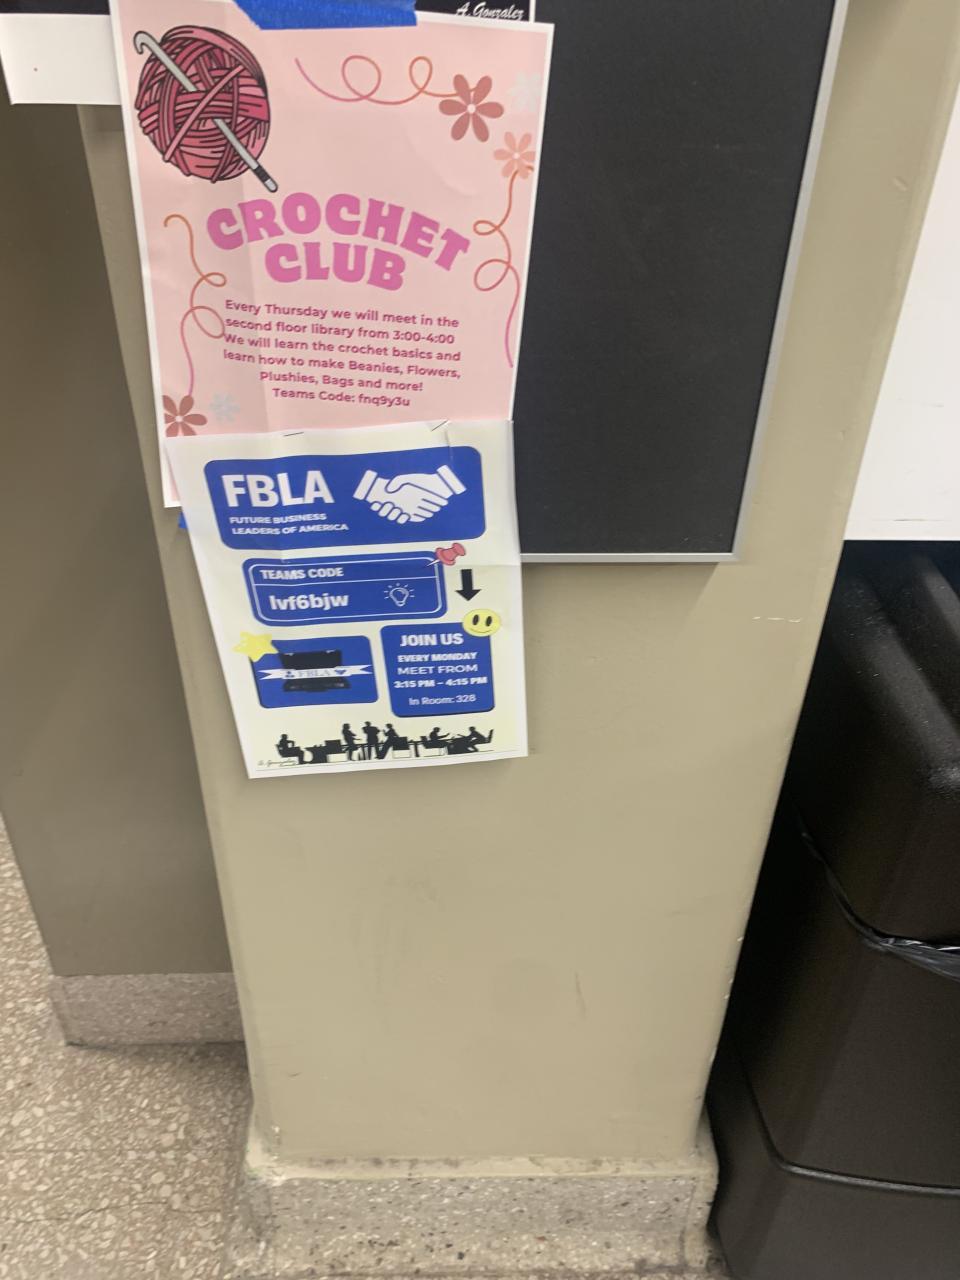 A. Gonzalez
CROCHET
CLUB
Every Thursday we will meet in the
second floor library from 3:00-4:00
We will learn the crochet basics and
learn how to make Beanies, Flowers,
Plushies, Bags and more!
Teams Code: fnq9y3u
FBLA
FUTURE BUSINESS
LEADERS OF AMERICA
TEAMS CODE
lvf6bjw
FBLA
JOIN US
EVERY MONDAY
MEET FROM
3:15 PM – 4:15 PM
In Room: 328
A. Gonzalez